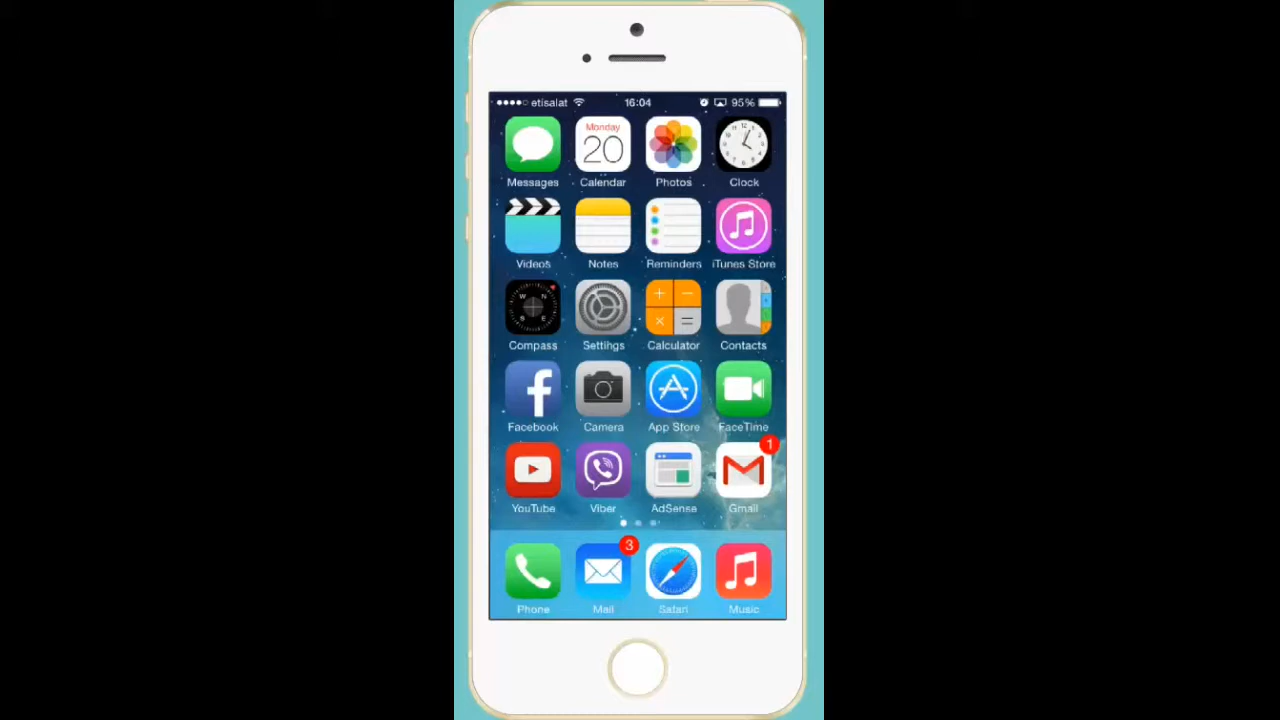 etisalat 16:04 95%
Monday
20
Messages Calendar Photos Clock
Videos Notes Reminders iTunes Store
W N
S E
Compass Settings Calculator Contacts
Facebook Camera App Store FaceTime
1
YouTube Viber AdSense Gmail
3
Phone Mail Safari Music